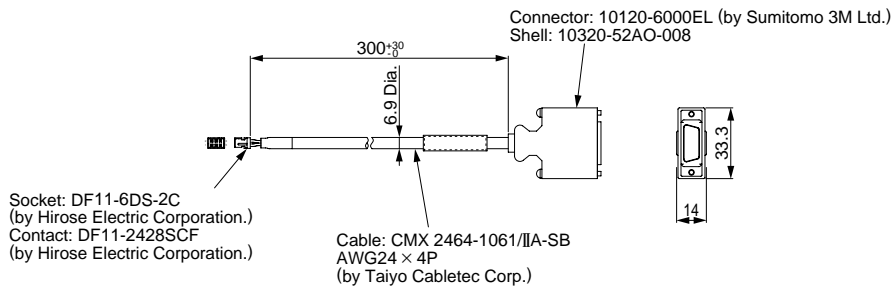 Connector: 10120-6000EL (by Sumitomo 3M Ltd.)
Shell: 10320-52AO-008
300 +30 -0
6.9 Dia.
33.3
14
Socket: DF11-6DS-2C
(by Hirose Electric Corporation.)
Contact: DF11-2428SCF
(by Hirose Electric Corporation.)
Cable: CMX 2464-1061/ⅡA-SB
AWG24 × 4P
(by Taiyo Cabletec Corp.)